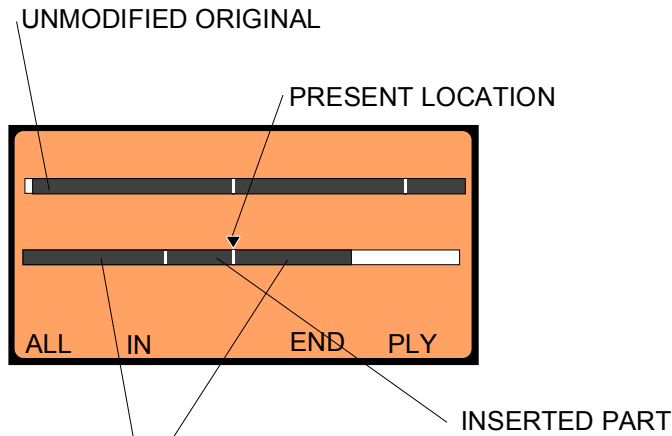 UNMODIFIED ORIGINAL
PRESENT LOCATION
ALL IN END PLY
INSERTED PART